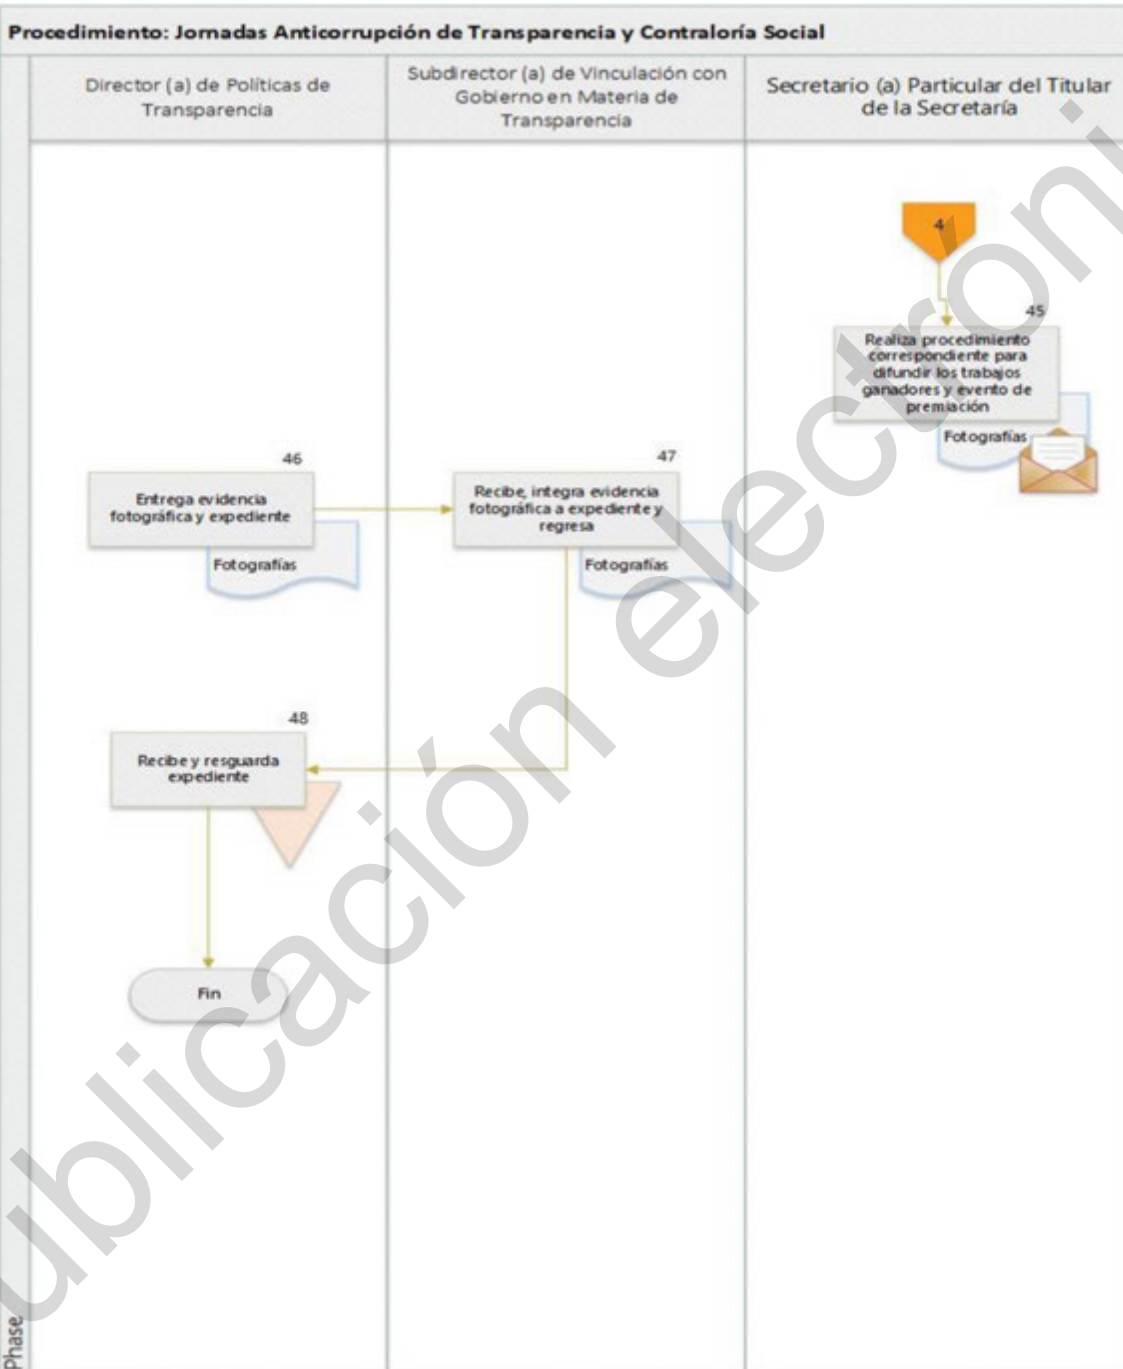 Procedimiento: Jornadas Anticorrupción de Transparencia y Contraloría Social
Director (a) de Políticas de
Transparencia
Subdirector (a) de Vinculación con
Gobierno en Materia de
Transparencia
Secretario (a) Particular del Titular
de la Secretaría
4
45
Realiza procedimiento
correspondiente para
difundir los trabajos
ganadores y evento de
premiación
Fotografías
46
Entrega evidencia
fotográfica y expediente
Fotografías
47
Recibe, integra evidencia
fotográfica a expediente y
regresa
Fotografías
48
Recibe y resguarda
expediente
Fin
Phase
ublicación electróni